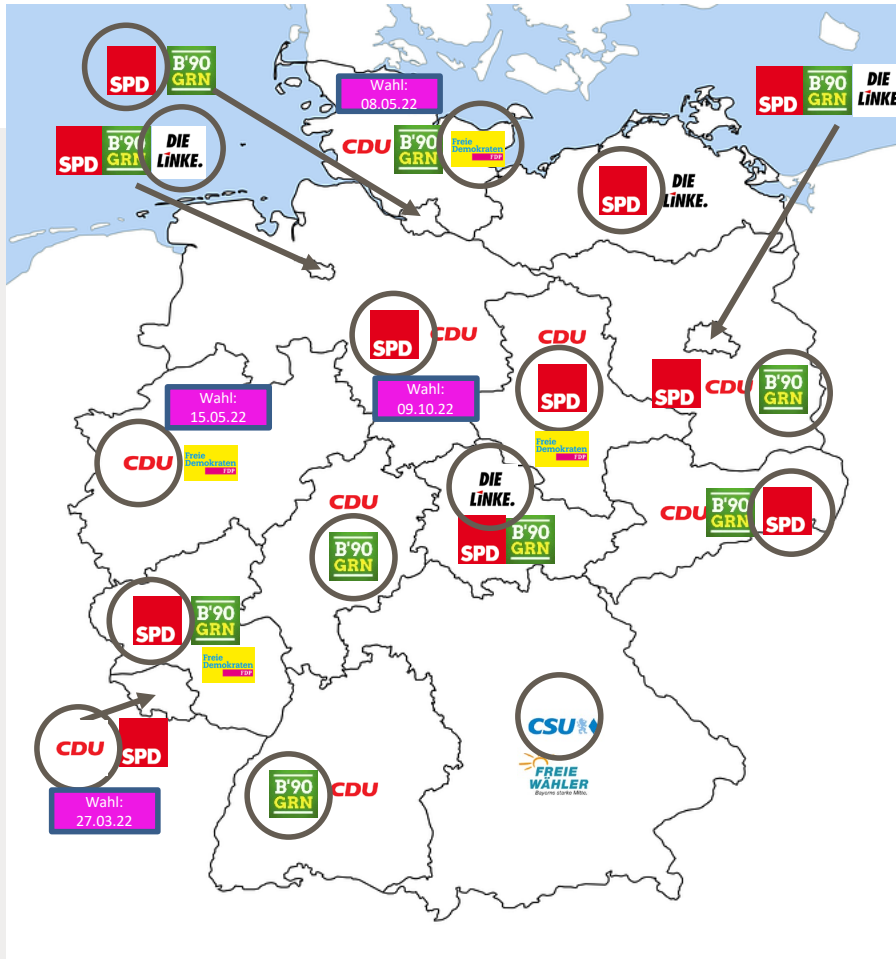 SPD
B'90
GRN
SPD
B'90
GRN
DIE
LINKE.
Wahl:
08.05.22
CDU
B'90
GRN
Freie
Demokraten
FDP
SPD
B'90
GRN
DIE
LINKE
SPD
DIE
LINKE.
SPD
CDU
Wahl:
09.10.22
CDU
SPD
Freie
Demokraten
FDP
SPD
CDU
B'90
GRN
Wahl:
15.05.22
CDU
Freie
Demokraten
FDP
CDU
B'90
GRN
DIE
LINKE.
SPD
B'90
GRN
CDU
B'90
GRN
SPD
SPD
B'90
GRN
Freie
Demokraten
FDP
CDU
SPD
Wahl:
27.03.22
B'90
GRN
CDU
CSU
FREIE
WÄHLER
Bayerns starke Mitte.